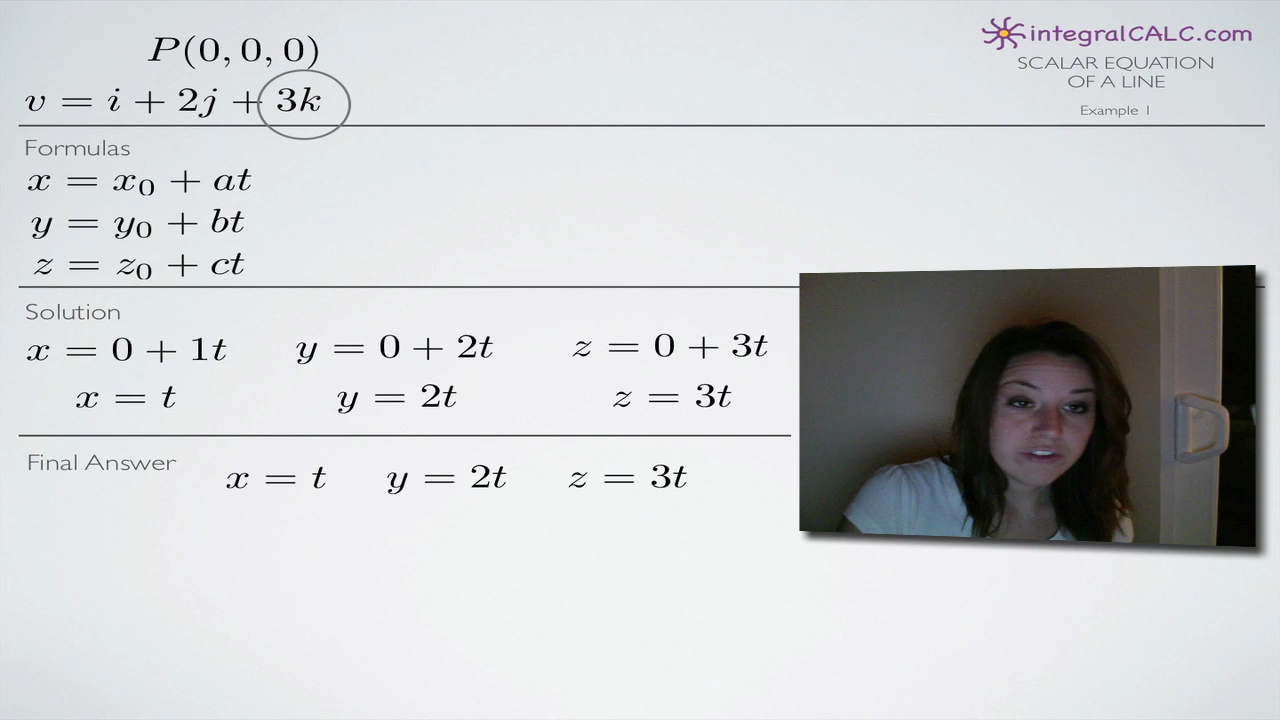 P(0, 0, 0)
v = i + 2j + 3k
integralCALC.com
SCALAR EQUATION
OF A LINE
Example 1
Formulas
x = x₀ + at
y = y₀ + bt
z = z₀ + ct
Solution
x = 0 + 1t y = 0 + 2t z = 0 + 3t
x = t y = 2t z = 3t
Final Answer x = t y = 2t z = 3t